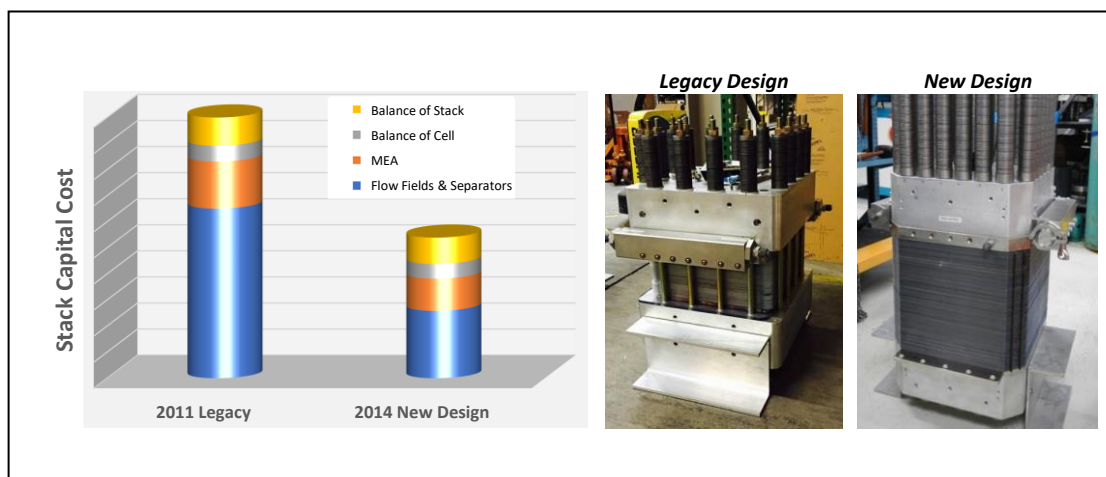 Legacy Design
New Design
Balance of Stack
Balance of Cell
MEA
Flow Fields & Separators
Stack Capital Cost
2011 Legacy
2014 New Design